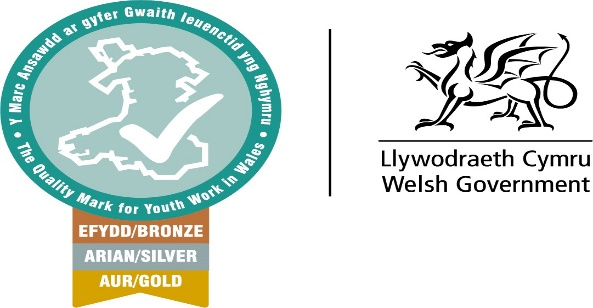 • Y Marc Ansawdd ar gyfer Gwaith Ieuenctid yng Nghymru •
The Quality Mark for Youth Work in Wales
EFYDD/BRONZE
ARIAN/SILVER
AUR/GOLD
Llywodraeth Cymru
Welsh Government